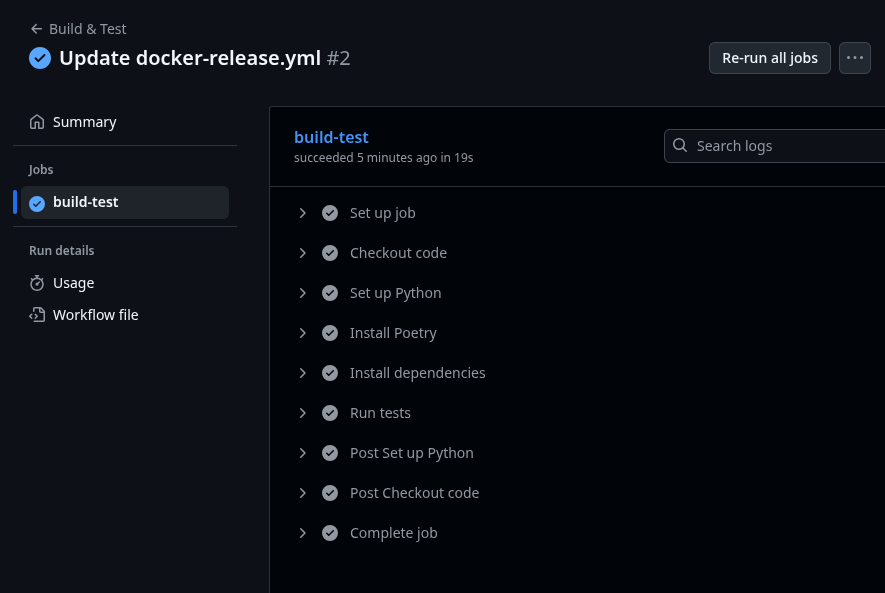 Build & Test
Update docker-release.yml #2
Re-run all jobs
Summary
Jobs
build-test
Run details
Usage
Workflow file
build-test
succeeded 5 minutes ago in 19s
Search logs
Set up job
Checkout code
Set up Python
Install Poetry
Install dependencies
Run tests
Post Set up Python
Post Checkout code
Complete job